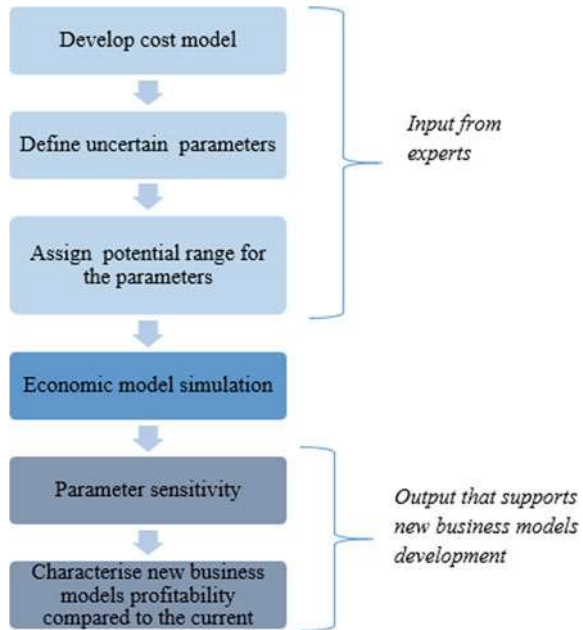 Develop cost model
Define uncertain parameters
Assign potential range for
the parameters
Input from
experts
Economic model simulation
Parameter sensitivity
Characterise new business
models profitability
compared to the current
Output that supports
new business models
development